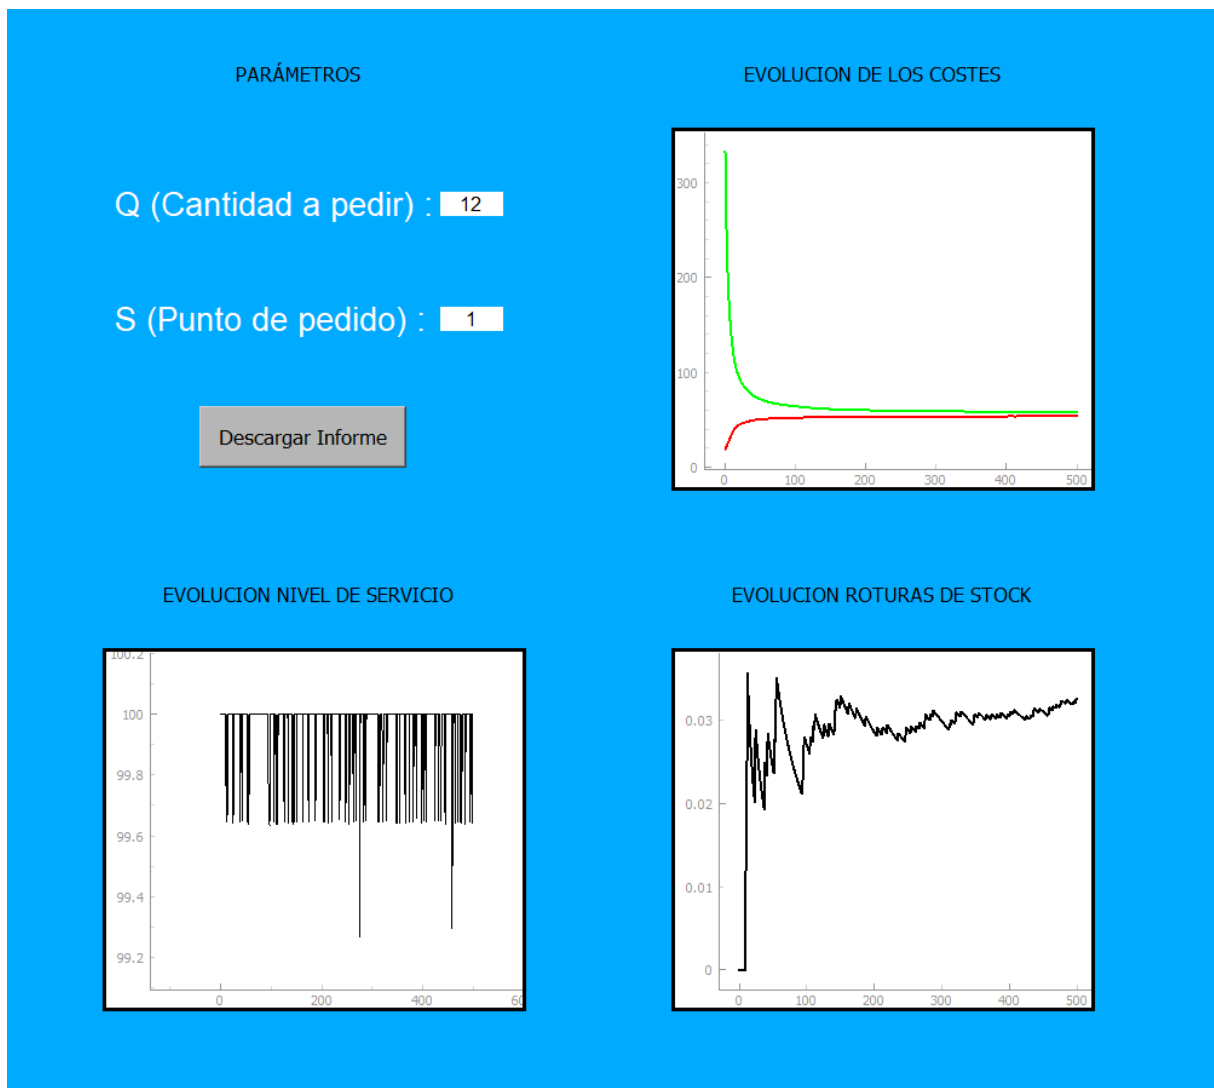 PARÁMETROS
EVOLUCION DE LOS COSTES
Q (Cantidad a pedir) : 12
S (Punto de pedido) : 1
Descargar Informe
300
200
100
0
0 100 200 300 400 500
EVOLUCION NIVEL DE SERVICIO
EVOLUCION ROTURAS DE STOCK
100.2
100
99.8
99.6
99.4
99.2
0 200 400
0.03
0.02
0.01
0
0 100 200 300 400 500